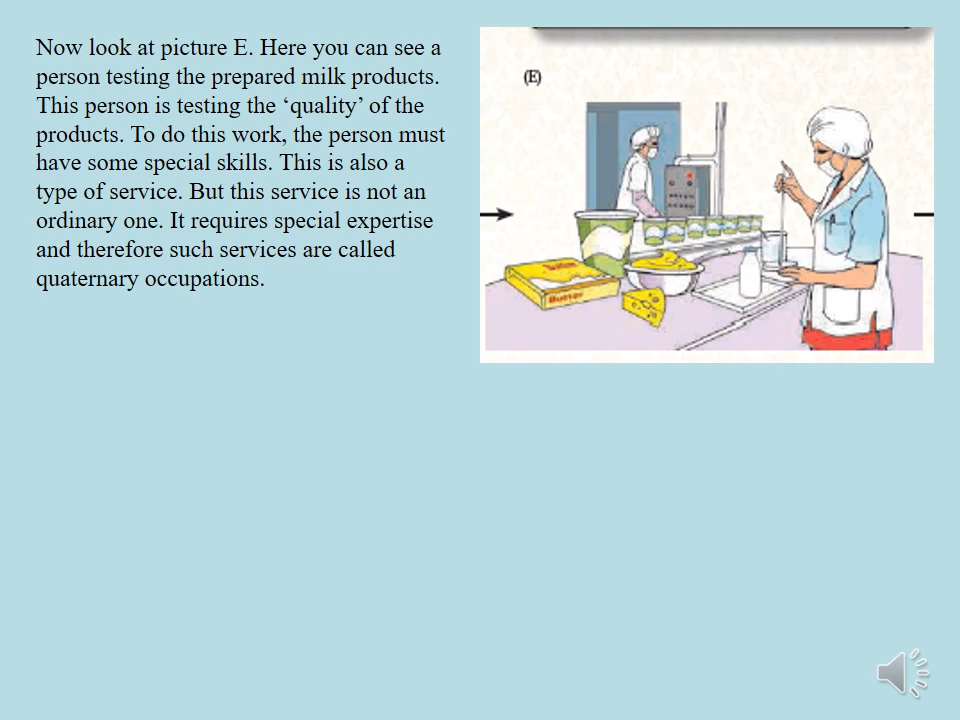 Now look at picture E. Here you can see a
person testing the prepared milk products.
This person is testing the ‘quality’ of the
products. To do this work, the person must
have some special skills. This is also a
type of service. But this service is not an
ordinary one. It requires special expertise
and therefore such services are called
quaternary occupations.
(E)
Butter